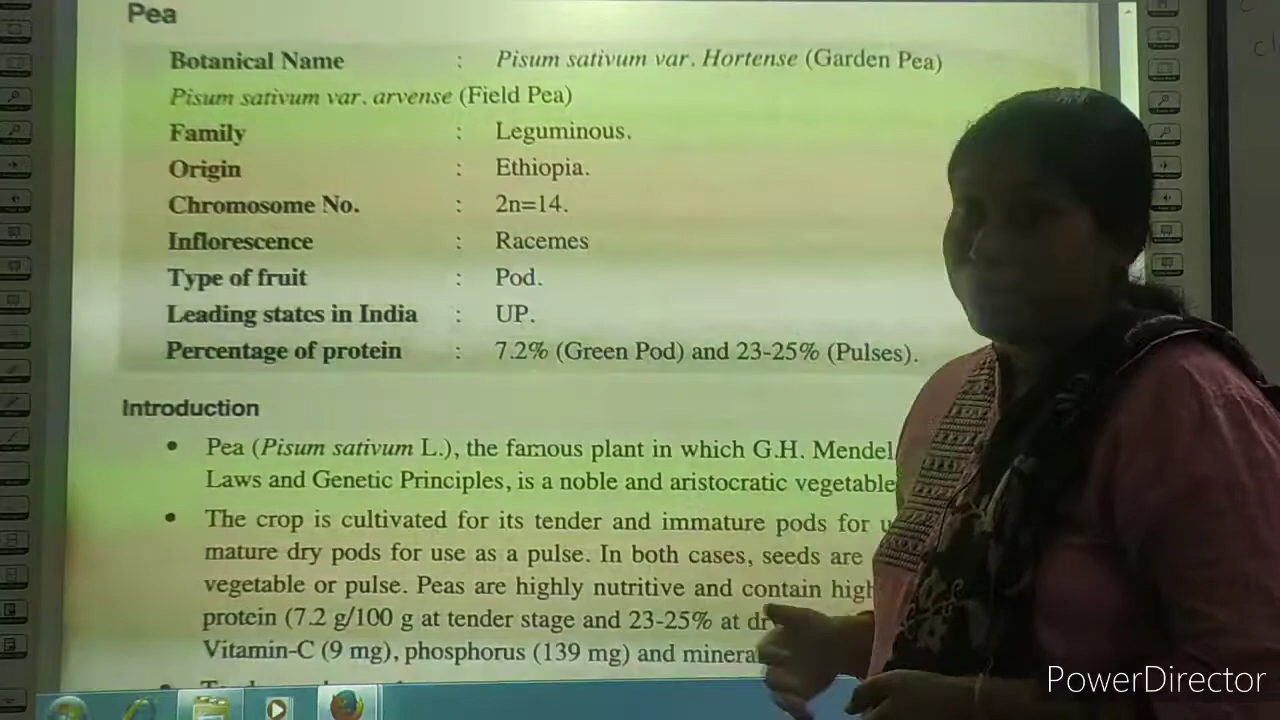 Pea
Botanical Name : Pisum sativum var. Hortense (Garden Pea)
Pisum sativum var. arvense (Field Pea)
Family : Leguminous.
Origin : Ethiopia.
Chromosome No. : 2n=14.
Inflorescence : Racemes
Type of fruit : Pod.
Leading states in India : UP.
Percentage of protein : 7.2% (Green Pod) and 23-25% (Pulses).
Introduction
• Pea (Pisum sativum L.), the famous plant in which G.H. Mendel
Laws and Genetic Principles, is a noble and aristocratic vegetable
• The crop is cultivated for its tender and immature pods for
mature dry pods for use as a pulse. In both cases, seeds are
vegetable or pulse. Peas are highly nutritive and contain high
protein (7.2 g/100 g at tender stage and 23-25% at
Vitamin-C (9 mg), phosphorus (139 mg) and
PowerDirector